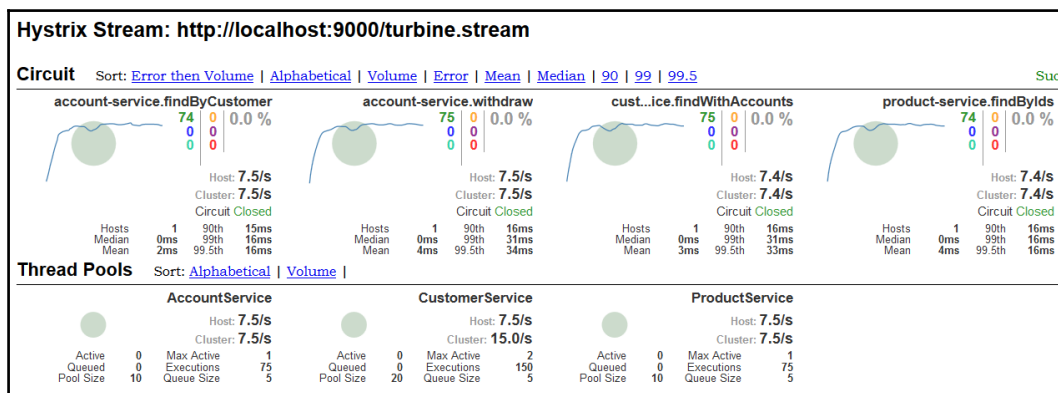 Hystrix Stream: http://localhost:9000/turbine.stream
Circuit Sort: Error then Volume | Alphabetical | Volume | Error | Mean | Median | 90 | 99 | 99.5 Suc
account-service.findByCustomer
74 0 0.0 %
0 0
0 0
Host: 7.5/s
Cluster: 7.5/s
Circuit Closed
Hosts 1 90th 15ms
Median 0ms 99th 16ms
Mean 2ms 99.5th 16ms
account-service.withdraw
75 0 0.0 %
0 0
0 0
Host: 7.5/s
Cluster: 7.5/s
Circuit Closed
Hosts 1 90th 16ms
Median 0ms 99th 31ms
Mean 4ms 99.5th 34ms
cust...ice.findWithAccounts
75 0 0.0 %
0 0
0 0
Host: 7.4/s
Cluster: 7.4/s
Circuit Closed
Hosts 1 90th 16ms
Median 0ms 99th 31ms
Mean 3ms 99.5th 33ms
product-service.findByIds
74 0 0.0 %
0 0
0 0
Host: 7.4/s
Cluster: 7.4/s
Circuit Closed
Hosts 1 90th 16ms
Median 0ms 99th 16ms
Mean 4ms 99.5th 16ms
Thread Pools Sort: Alphabetical | Volume |
AccountService
Host: 7.5/s
Cluster: 7.5/s
Active 0 Max Active 1
Queued 0 Executions 75
Pool Size 10 Queue Size 5
CustomerService
Host: 7.5/s
Cluster: 15.0/s
Active 0 Max Active 2
Queued 0 Executions 150
Pool Size 20 Queue Size 5
ProductService
Host: 7.5/s
Cluster: 7.5/s
Active 0 Max Active 1
Queued 0 Executions 75
Pool Size 10 Queue Size 5